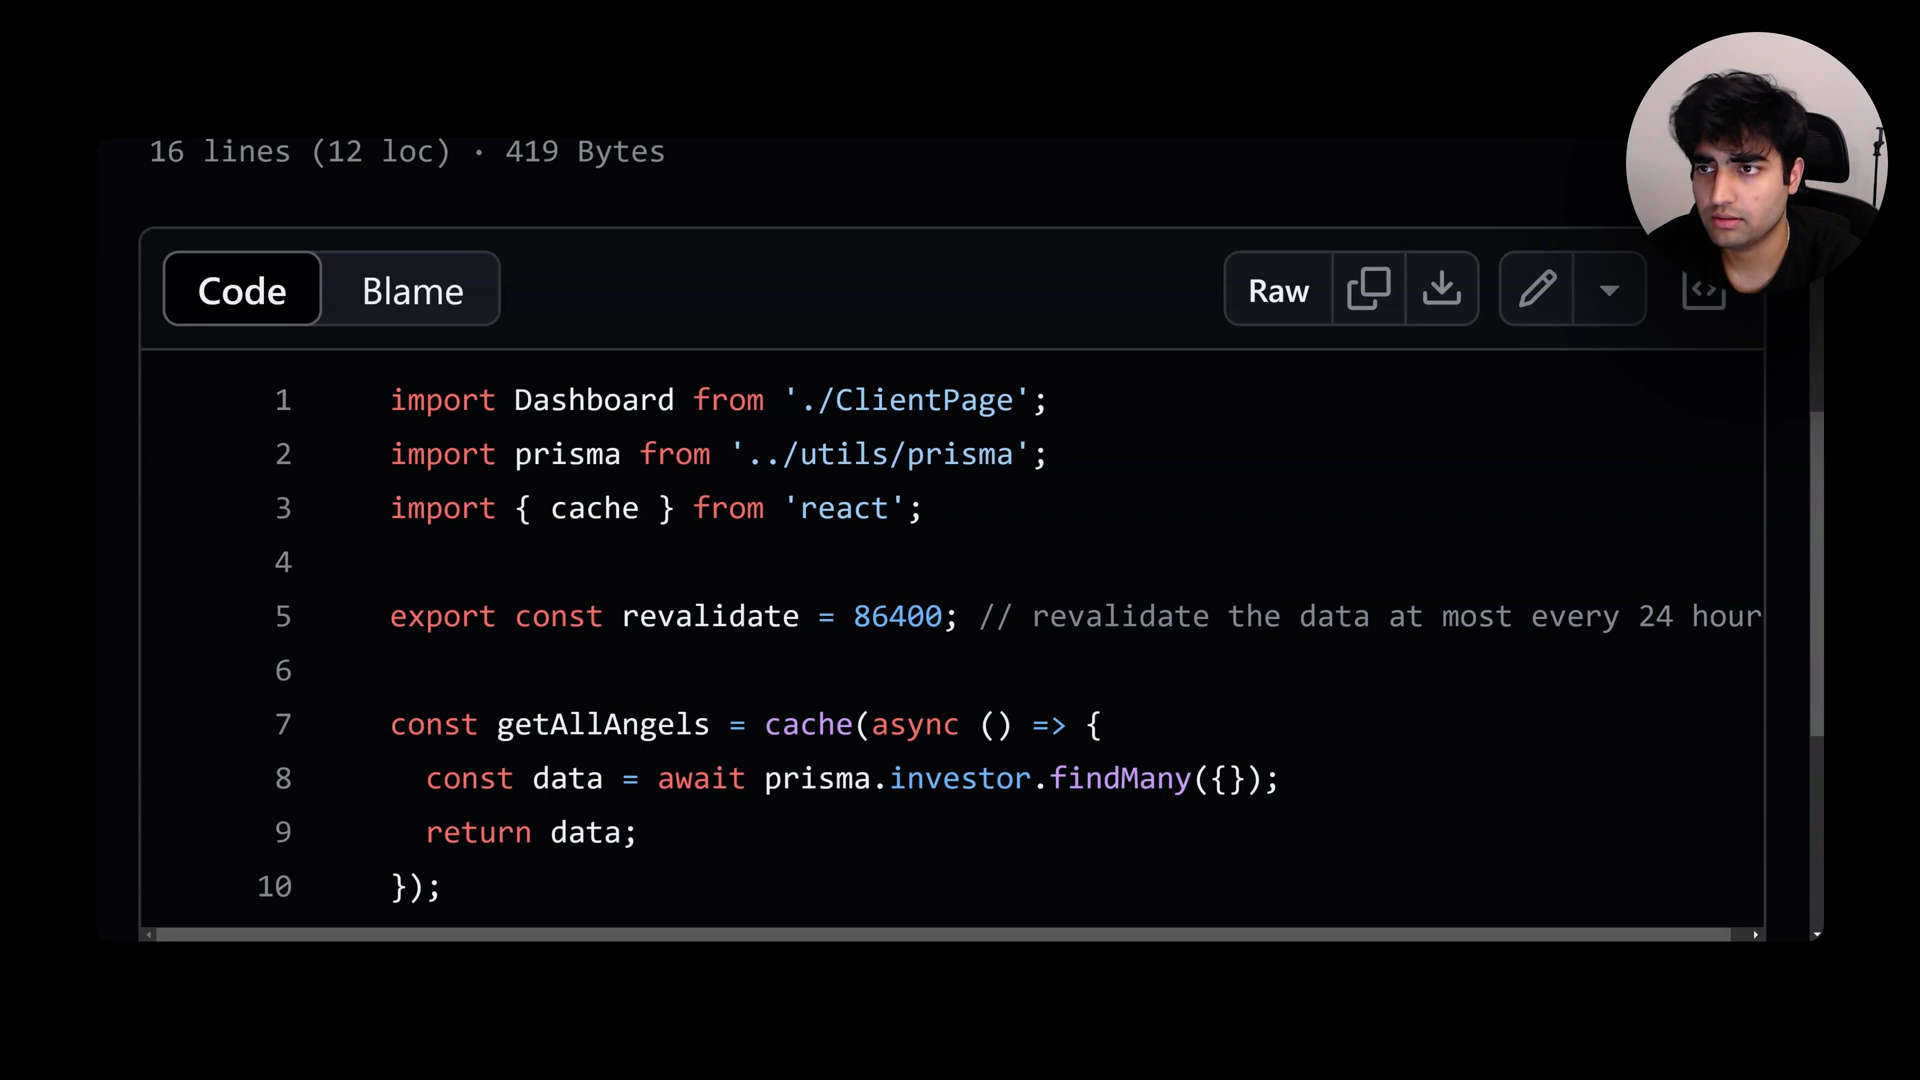 16 lines (12 loc) · 419 Bytes
Code Blame Raw
1 import Dashboard from './ClientPage';
2 import prisma from '../utils/prisma';
3 import { cache } from 'react';
4
5 export const revalidate = 86400; // revalidate the data at most every 24 hour
6
7 const getAllAngels = cache(async () => {
8   const data = await prisma.investor.findMany({});
9   return data;
10 });